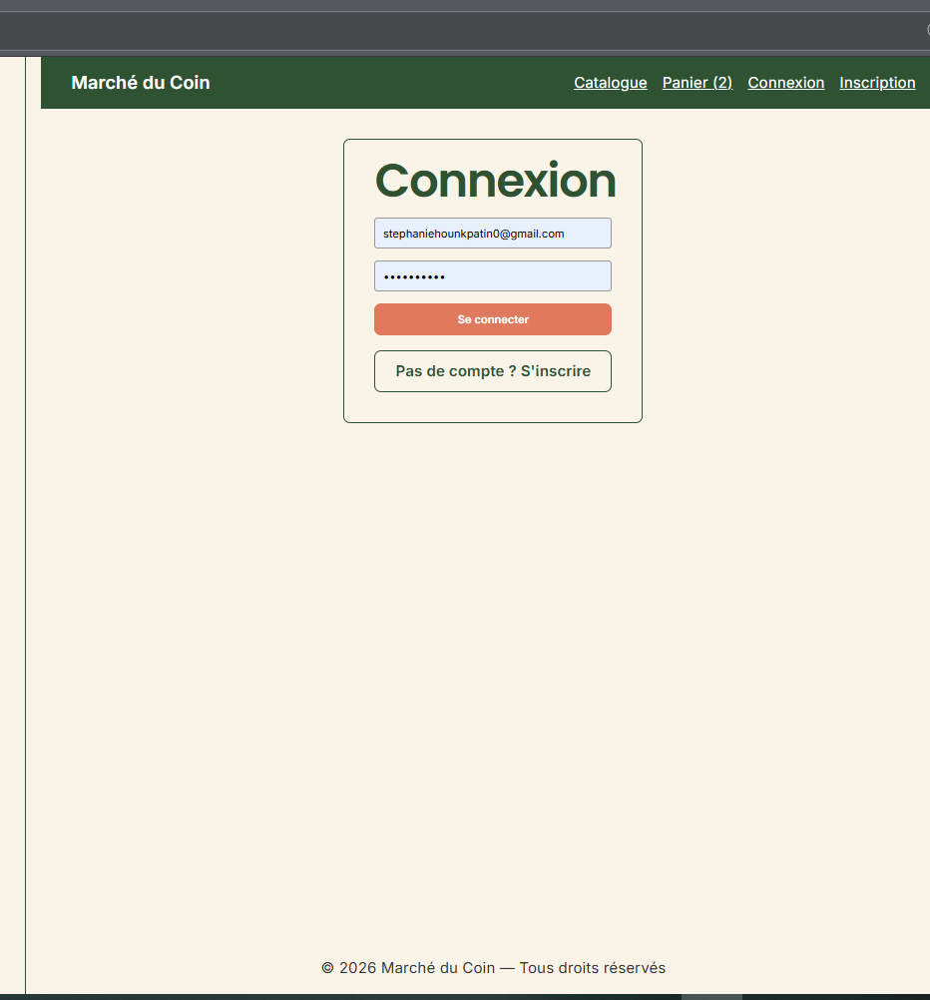 Marché du Coin Catalogue Panier (2) Connexion Inscription
Connexion
stephaniehounkpatin0@gmail.com
••••••••••
Se connecter
Pas de compte ? S'inscrire
© 2026 Marché du Coin — Tous droits réservés